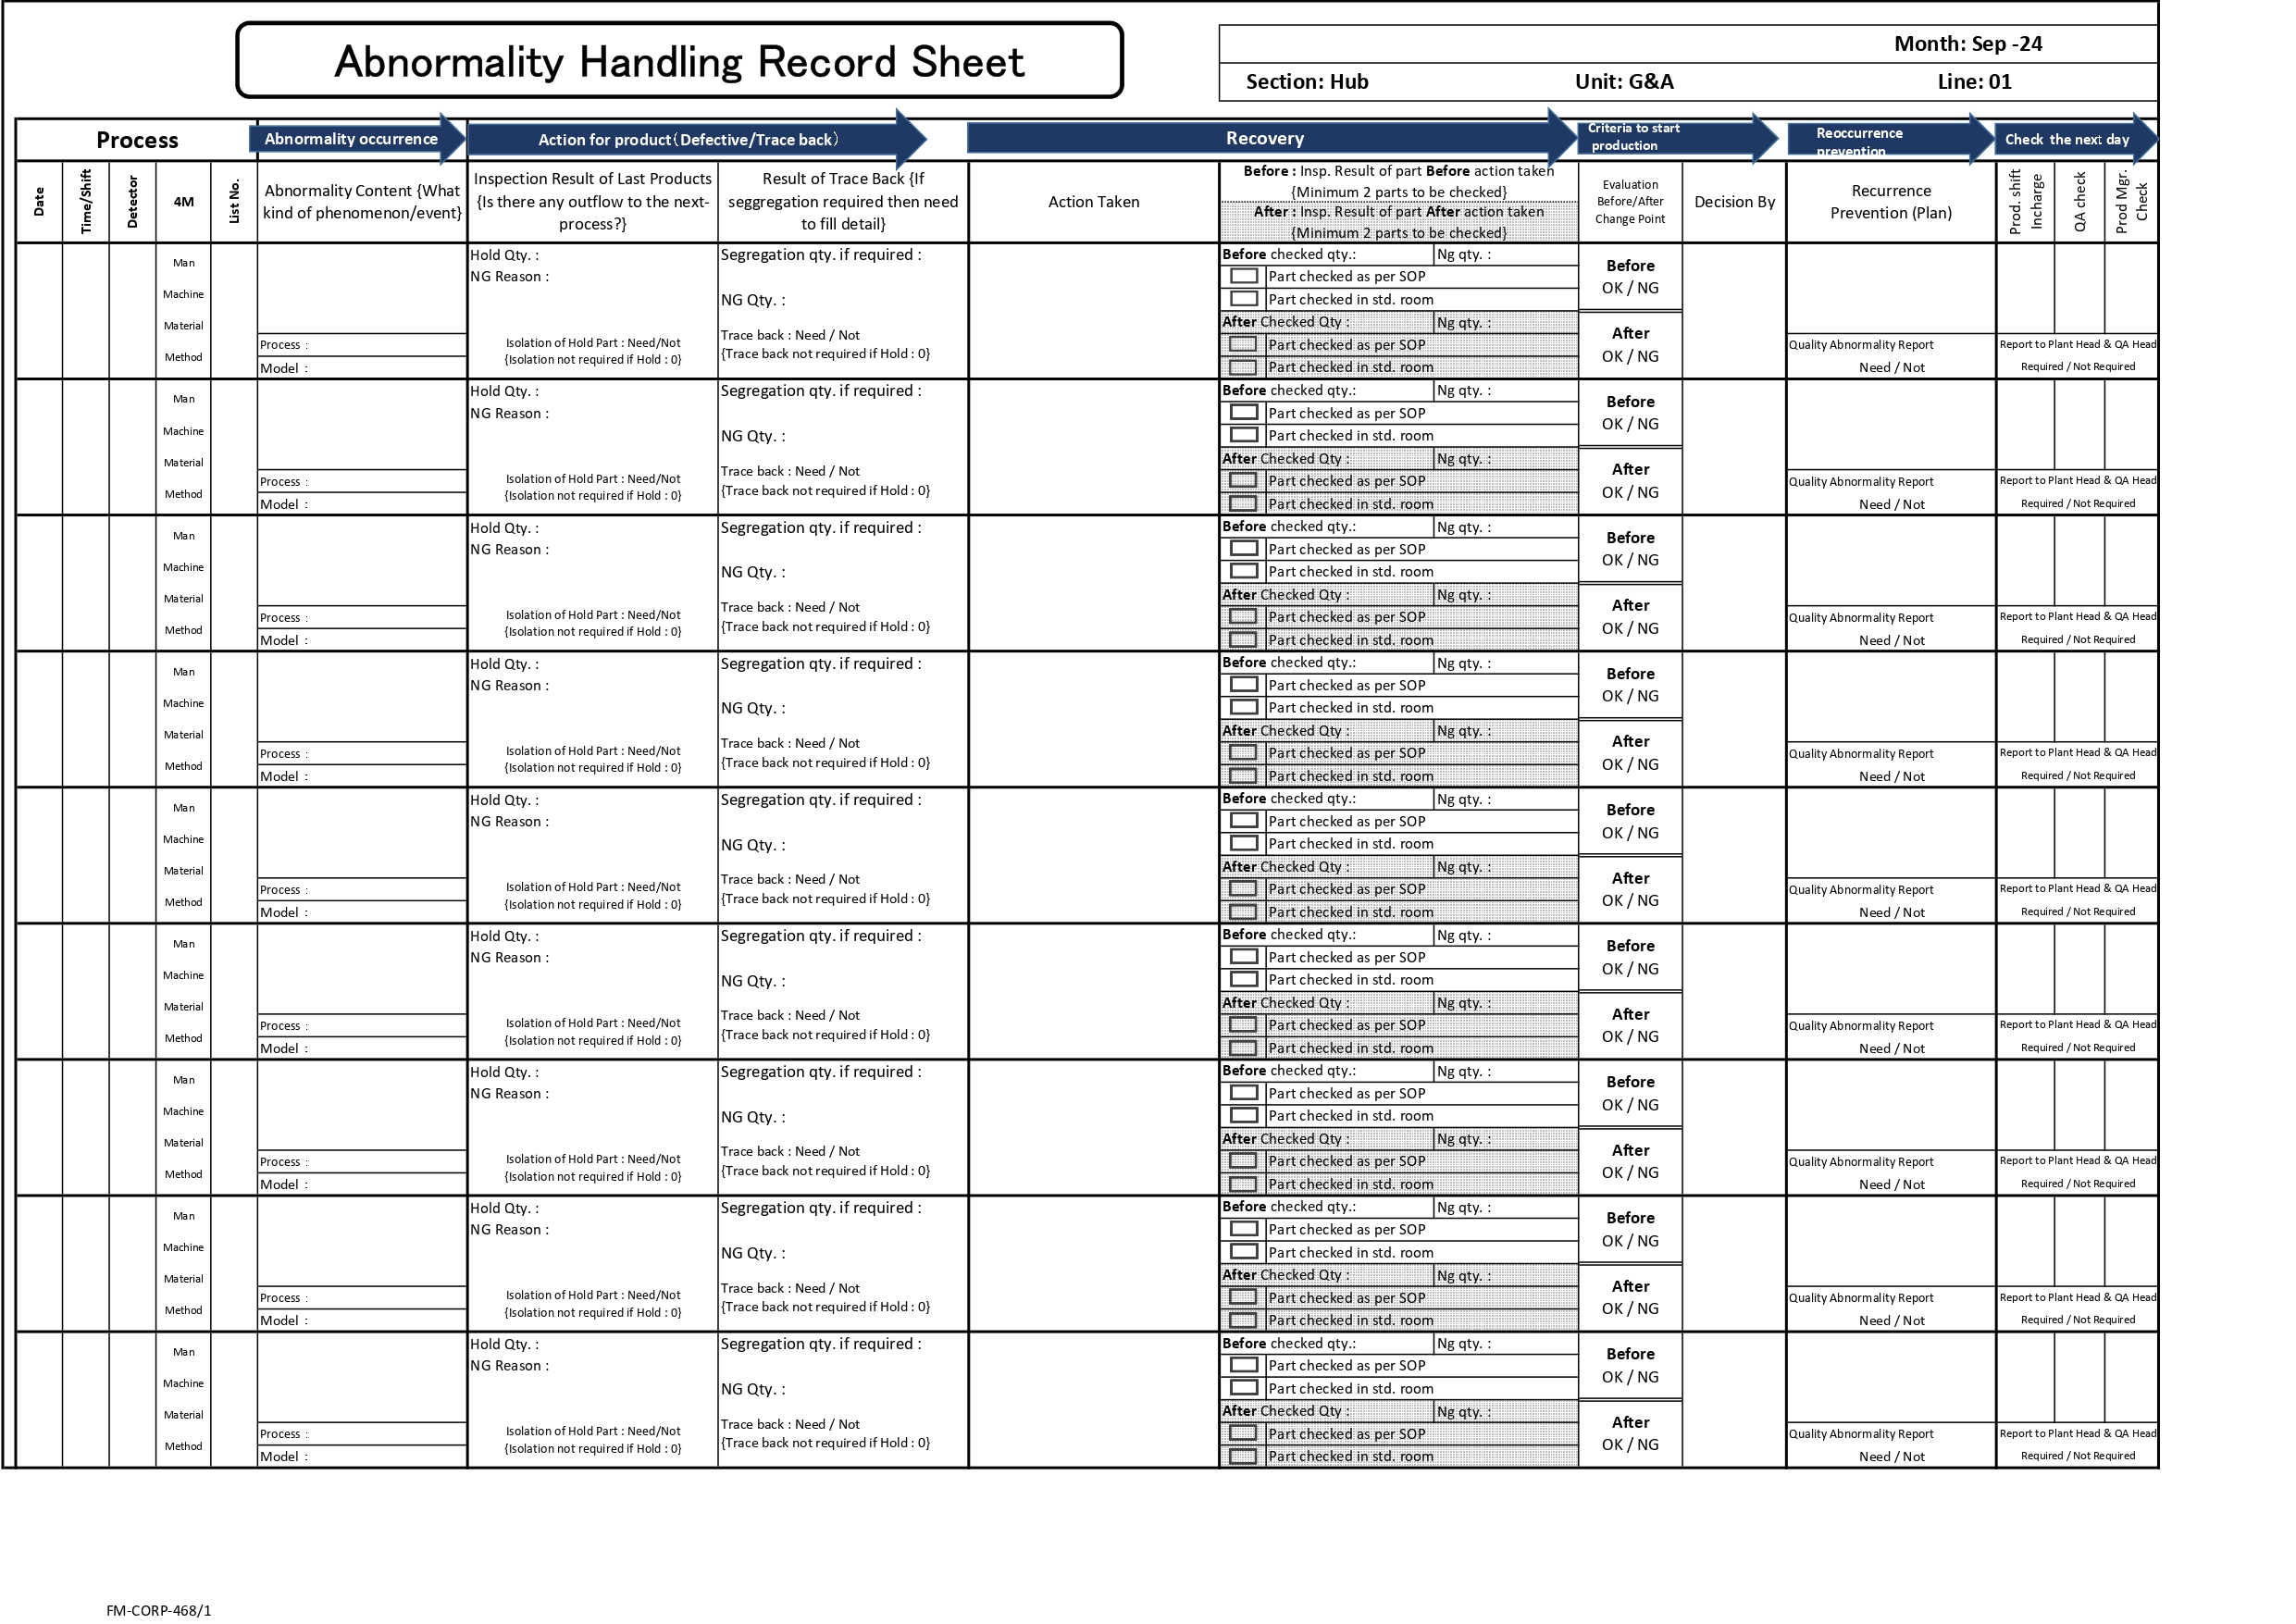 Abnormality Handling Record Sheet
Month: Sep -24
Section: Hub Unit: G&A Line: 01
Process
Abnormality occurrence
Action for product(Defective/Trace back)
Recovery
Criteria to start
production
Reoccurrence
prevention
Check the next day
Date
Time/Shift
Detector
4M
List No.
Abnormality Content {What
kind of phenomenon/event}
Inspection Result of Last Products
{Is there any outflow to the next-
process?}
Result of Trace Back {If
seggregation required then need
to fill detail}
Action Taken
Before : Insp. Result of part Before action taken
{Minimum 2 parts to be checked}
After : Insp. Result of part After action taken
{Minimum 2 parts to be checked}
Evaluation
Before/After
Change Point
Decision By
Recurrence
Prevention (Plan)
Prod. shift
Incharge
QA check
Prod Mgr.
Check
Man
Machine
Material
Method
Process :
Model :
Hold Qty. :
NG Reason :
Isolation of Hold Part : Need/Not
{Isolation not required if Hold : 0}
Segregation qty. if required :
NG Qty. :
Trace back : Need / Not
{Trace back not required if Hold : 0}
Before checked qty.: Ng qty. :
Part checked as per SOP
Part checked in std. room
After Checked Qty : Ng qty. :
Part checked as per SOP
Part checked in std. room
Before
OK / NG
After
OK / NG
Quality Abnormality Report
Need / Not
Report to Plant Head & QA Head
Required / Not Required
Man
Machine
Material
Method
Process :
Model :
Hold Qty. :
NG Reason :
Isolation of Hold Part : Need/Not
{Isolation not required if Hold : 0}
Segregation qty. if required :
NG Qty. :
Trace back : Need / Not
{Trace back not required if Hold : 0}
Before checked qty.: Ng qty. :
Part checked as per SOP
Part checked in std. room
After Checked Qty : Ng qty. :
Part checked as per SOP
Part checked in std. room
Before
OK / NG
After
OK / NG
Quality Abnormality Report
Need / Not
Report to Plant Head & QA Head
Required / Not Required
Man
Machine
Material
Method
Process :
Model :
Hold Qty. :
NG Reason :
Isolation of Hold Part : Need/Not
{Isolation not required if Hold : 0}
Segregation qty. if required :
NG Qty. :
Trace back : Need / Not
{Trace back not required if Hold : 0}
Before checked qty.: Ng qty. :
Part checked as per SOP
Part checked in std. room
After Checked Qty : Ng qty. :
Part checked as per SOP
Part checked in std. room
Before
OK / NG
After
OK / NG
Quality Abnormality Report
Need / Not
Report to Plant Head & QA Head
Required / Not Required
Man
Machine
Material
Method
Process :
Model :
Hold Qty. :
NG Reason :
Isolation of Hold Part : Need/Not
{Isolation not required if Hold : 0}
Segregation qty. if required :
NG Qty. :
Trace back : Need / Not
{Trace back not required if Hold : 0}
Before checked qty.: Ng qty. :
Part checked as per SOP
Part checked in std. room
After Checked Qty : Ng qty. :
Part checked as per SOP
Part checked in std. room
Before
OK / NG
After
OK / NG
Quality Abnormality Report
Need / Not
Report to Plant Head & QA Head
Required / Not Required
Man
Machine
Material
Method
Process :
Model :
Hold Qty. :
NG Reason :
Isolation of Hold Part : Need/Not
{Isolation not required if Hold : 0}
Segregation qty. if required :
NG Qty. :
Trace back : Need / Not
{Trace back not required if Hold : 0}
Before checked qty.: Ng qty. :
Part checked as per SOP
Part checked in std. room
After Checked Qty : Ng qty. :
Part checked as per SOP
Part checked in std. room
Before
OK / NG
After
OK / NG
Quality Abnormality Report
Need / Not
Report to Plant Head & QA Head
Required / Not Required
Man
Machine
Material
Method
Process :
Model :
Hold Qty. :
NG Reason :
Isolation of Hold Part : Need/Not
{Isolation not required if Hold : 0}
Segregation qty. if required :
NG Qty. :
Trace back : Need / Not
{Trace back not required if Hold : 0}
Before checked qty.: Ng qty. :
Part checked as per SOP
Part checked in std. room
After Checked Qty : Ng qty. :
Part checked as per SOP
Part checked in std. room
Before
OK / NG
After
OK / NG
Quality Abnormality Report
Need / Not
Report to Plant Head & QA Head
Required / Not Required
Man
Machine
Material
Method
Process :
Model :
Hold Qty. :
NG Reason :
Isolation of Hold Part : Need/Not
{Isolation not required if Hold : 0}
Segregation qty. if required :
NG Qty. :
Trace back : Need / Not
{Trace back not required if Hold : 0}
Before checked qty.: Ng qty. :
Part checked as per SOP
Part checked in std. room
After Checked Qty : Ng qty. :
Part checked as per SOP
Part checked in std. room
Before
OK / NG
After
OK / NG
Quality Abnormality Report
Need / Not
Report to Plant Head & QA Head
Required / Not Required
Man
Machine
Material
Method
Process :
Model :
Hold Qty. :
NG Reason :
Isolation of Hold Part : Need/Not
{Isolation not required if Hold : 0}
Segregation qty. if required :
NG Qty. :
Trace back : Need / Not
{Trace back not required if Hold : 0}
Before checked qty.: Ng qty. :
Part checked as per SOP
Part checked in std. room
After Checked Qty : Ng qty. :
Part checked as per SOP
Part checked in std. room
Before
OK / NG
After
OK / NG
Quality Abnormality Report
Need / Not
Report to Plant Head & QA Head
Required / Not Required
Man
Machine
Material
Method
Process :
Model :
Hold Qty. :
NG Reason :
Isolation of Hold Part : Need/Not
{Isolation not required if Hold : 0}
Segregation qty. if required :
NG Qty. :
Trace back : Need / Not
{Trace back not required if Hold : 0}
Before checked qty.: Ng qty. :
Part checked as per SOP
Part checked in std. room
After Checked Qty : Ng qty. :
Part checked as per SOP
Part checked in std. room
Before
OK / NG
After
OK / NG
Quality Abnormality Report
Need / Not
Report to Plant Head & QA Head
Required / Not Required
FM-CORP-468/1